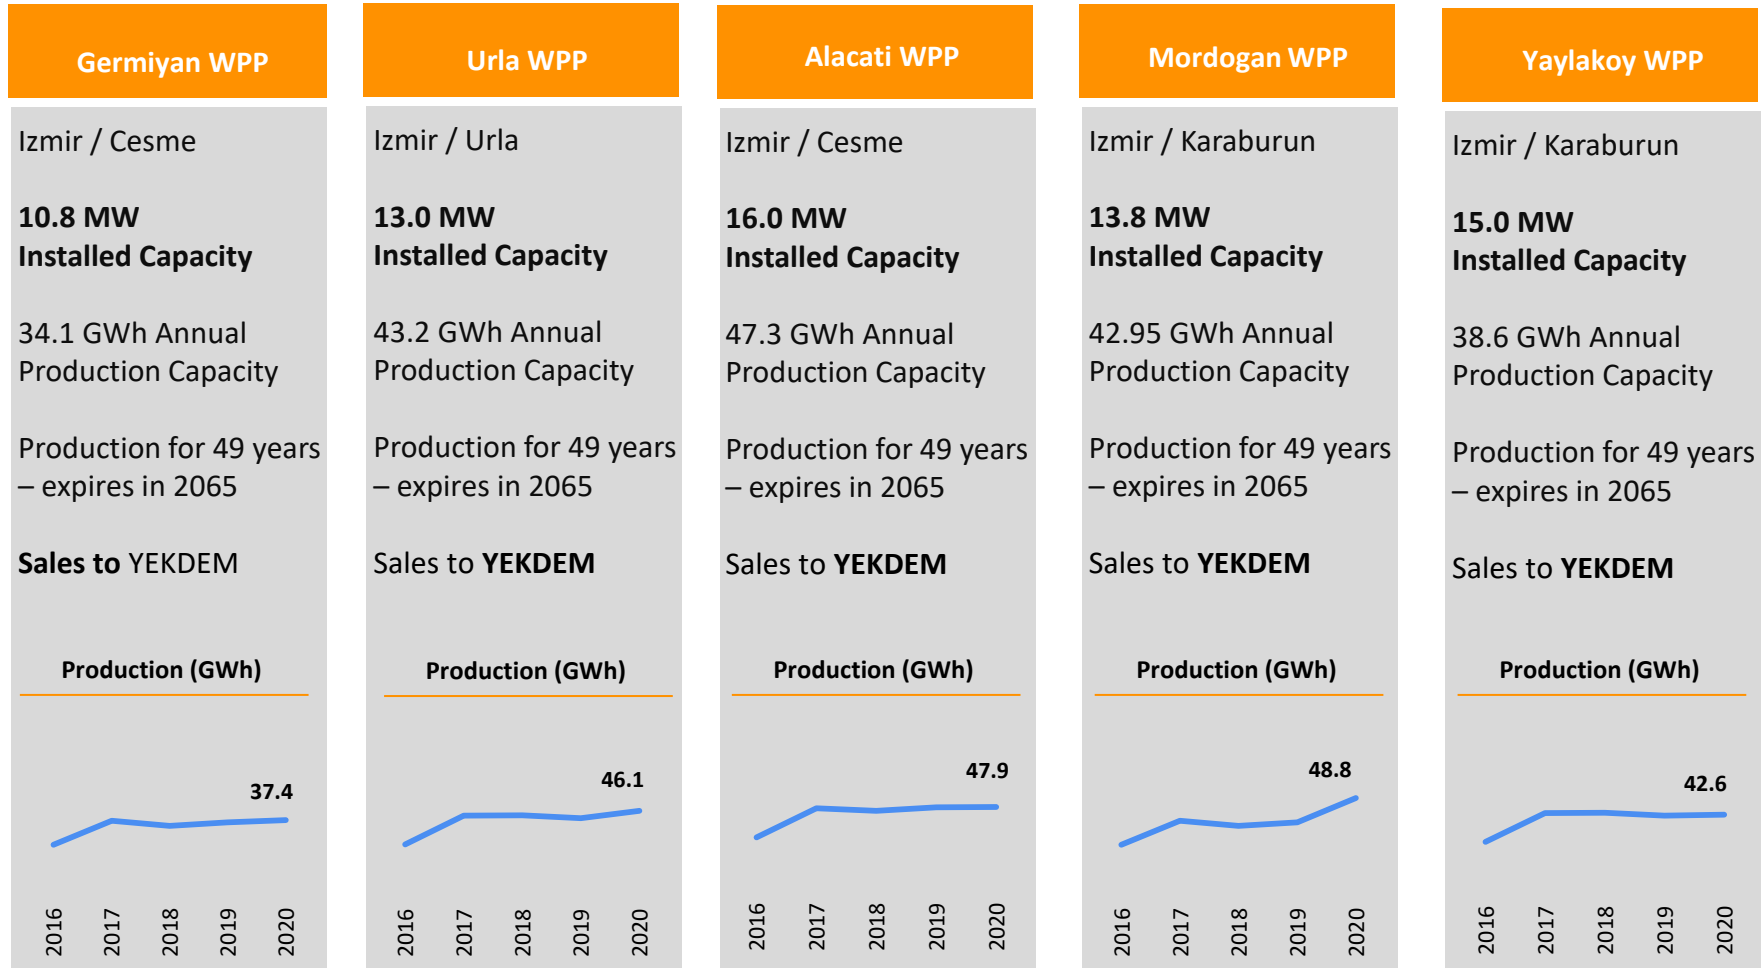 Germiyan WPP
Izmir / Cesme
10.8 MW
Installed Capacity
34.1 GWh Annual
Production Capacity
Production for 49 years
– expires in 2065
Sales to YEKDEM
Production (GWh)
37.4
2016
2017
2018
2019
2020
Urla WPP
Izmir / Urla
13.0 MW
Installed Capacity
43.2 GWh Annual
Production Capacity
Production for 49 years
– expires in 2065
Sales to YEKDEM
Production (GWh)
46.1
2016
2017
2018
2019
2020
Alacati WPP
Izmir / Cesme
16.0 MW
Installed Capacity
47.3 GWh Annual
Production Capacity
Production for 49 years
– expires in 2065
Sales to YEKDEM
Production (GWh)
47.9
2016
2017
2018
2019
2020
Mordogan WPP
Izmir / Karaburun
13.8 MW
Installed Capacity
42.95 GWh Annual
Production Capacity
Production for 49 years
– expires in 2065
Sales to YEKDEM
Production (GWh)
48.8
2016
2017
2018
2019
2020
Yaylakoy WPP
Izmir / Karaburun
15.0 MW
Installed Capacity
38.6 GWh Annual
Production Capacity
Production for 49 years
– expires in 2065
Sales to YEKDEM
Production (GWh)
42.6
2016
2017
2018
2019
2020